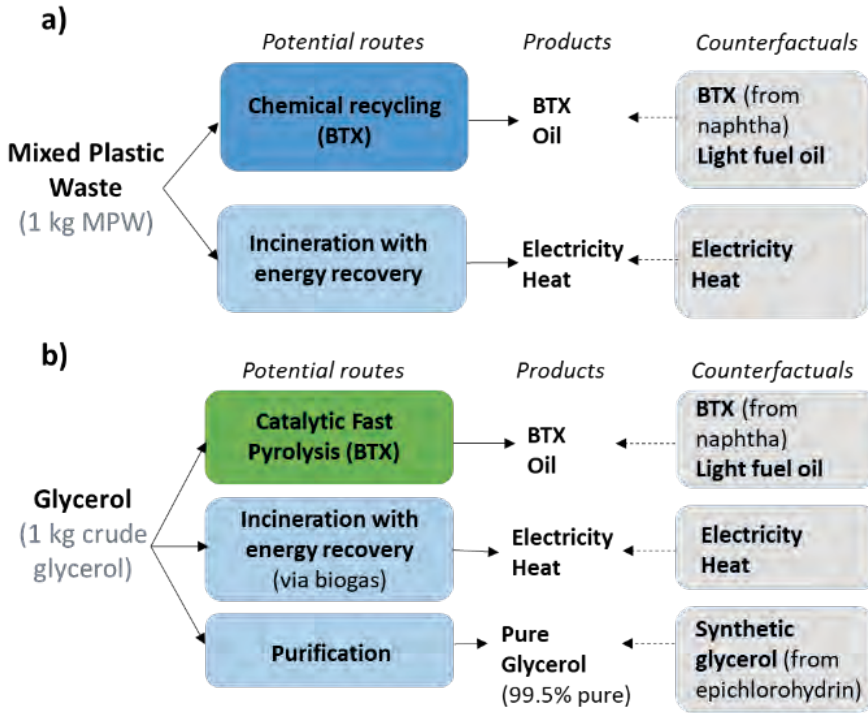 a)
Potential routes
Products
Counterfactuals
Mixed Plastic
Waste
(1 kg MPW)
Chemical recycling
(BTX)
BTX
Oil
BTX (from
naphtha)
Light fuel oil
Incineration with
energy recovery
Electricity
Heat
Electricity
Heat
b)
Potential routes
Products
Counterfactuals
Glycerol
(1 kg crude
glycerol)
Catalytic Fast
Pyrolysis (BTX)
BTX
Oil
BTX (from
naphtha)
Light fuel oil
Incineration with
energy recovery
(via biogas)
Electricity
Heat
Electricity
Heat
Purification
Pure
Glycerol
(99.5% pure)
Synthetic
glycerol (from
epichlorohydrin)